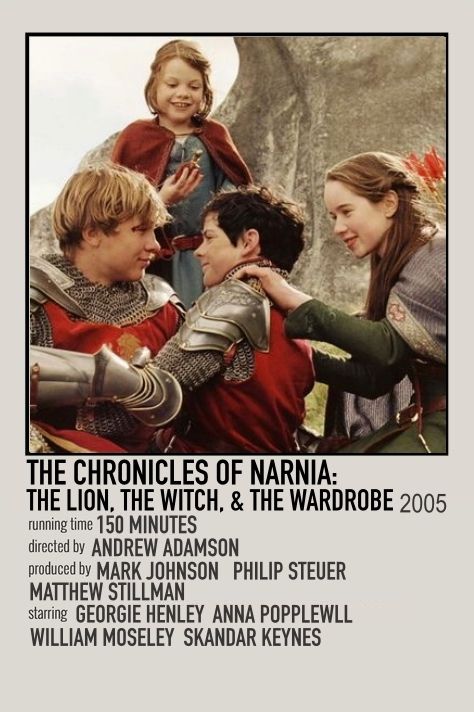 THE CHRONICLES OF NARNIA:
THE LION, THE WITCH, & THE WARDROBE 2005
running time 150 MINUTES
directed by ANDREW ADAMSON
produced by MARK JOHNSON PHILIP STEUER
MATTHEW STILLMAN
starring GEORGIE HENLEY ANNA POPPLEWLL
WILLIAM MOSELEY SKANDAR KEYNES